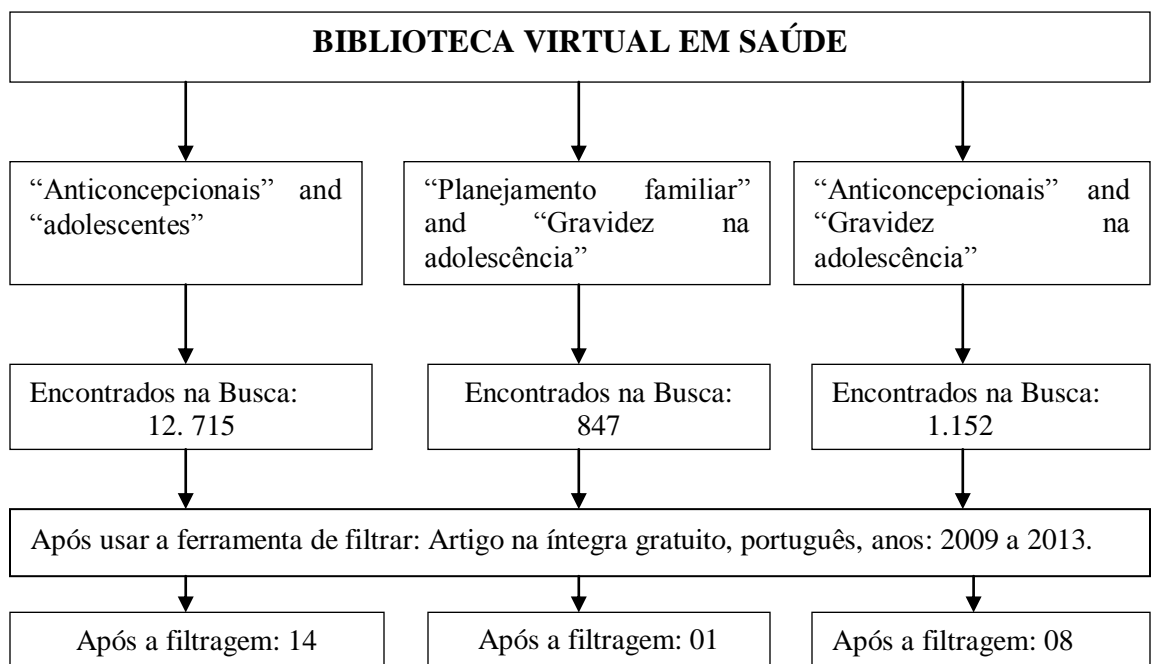 BIBLIOTECA VIRTUAL EM SAÚDE
“Anticoncepcionais” and
“adolescentes”
“Planejamento familiar”
and “Gravidez na
adolescência”
“Anticoncepcionais” and
“Gravidez na
adolescência”
Encontrados na Busca:
12. 715
Encontrados na Busca:
847
Encontrados na Busca:
1.152
Após usar a ferramenta de filtrar: Artigo na íntegra gratuito, português, anos: 2009 a 2013.
Após a filtragem: 14
Após a filtragem: 01
Após a filtragem: 08